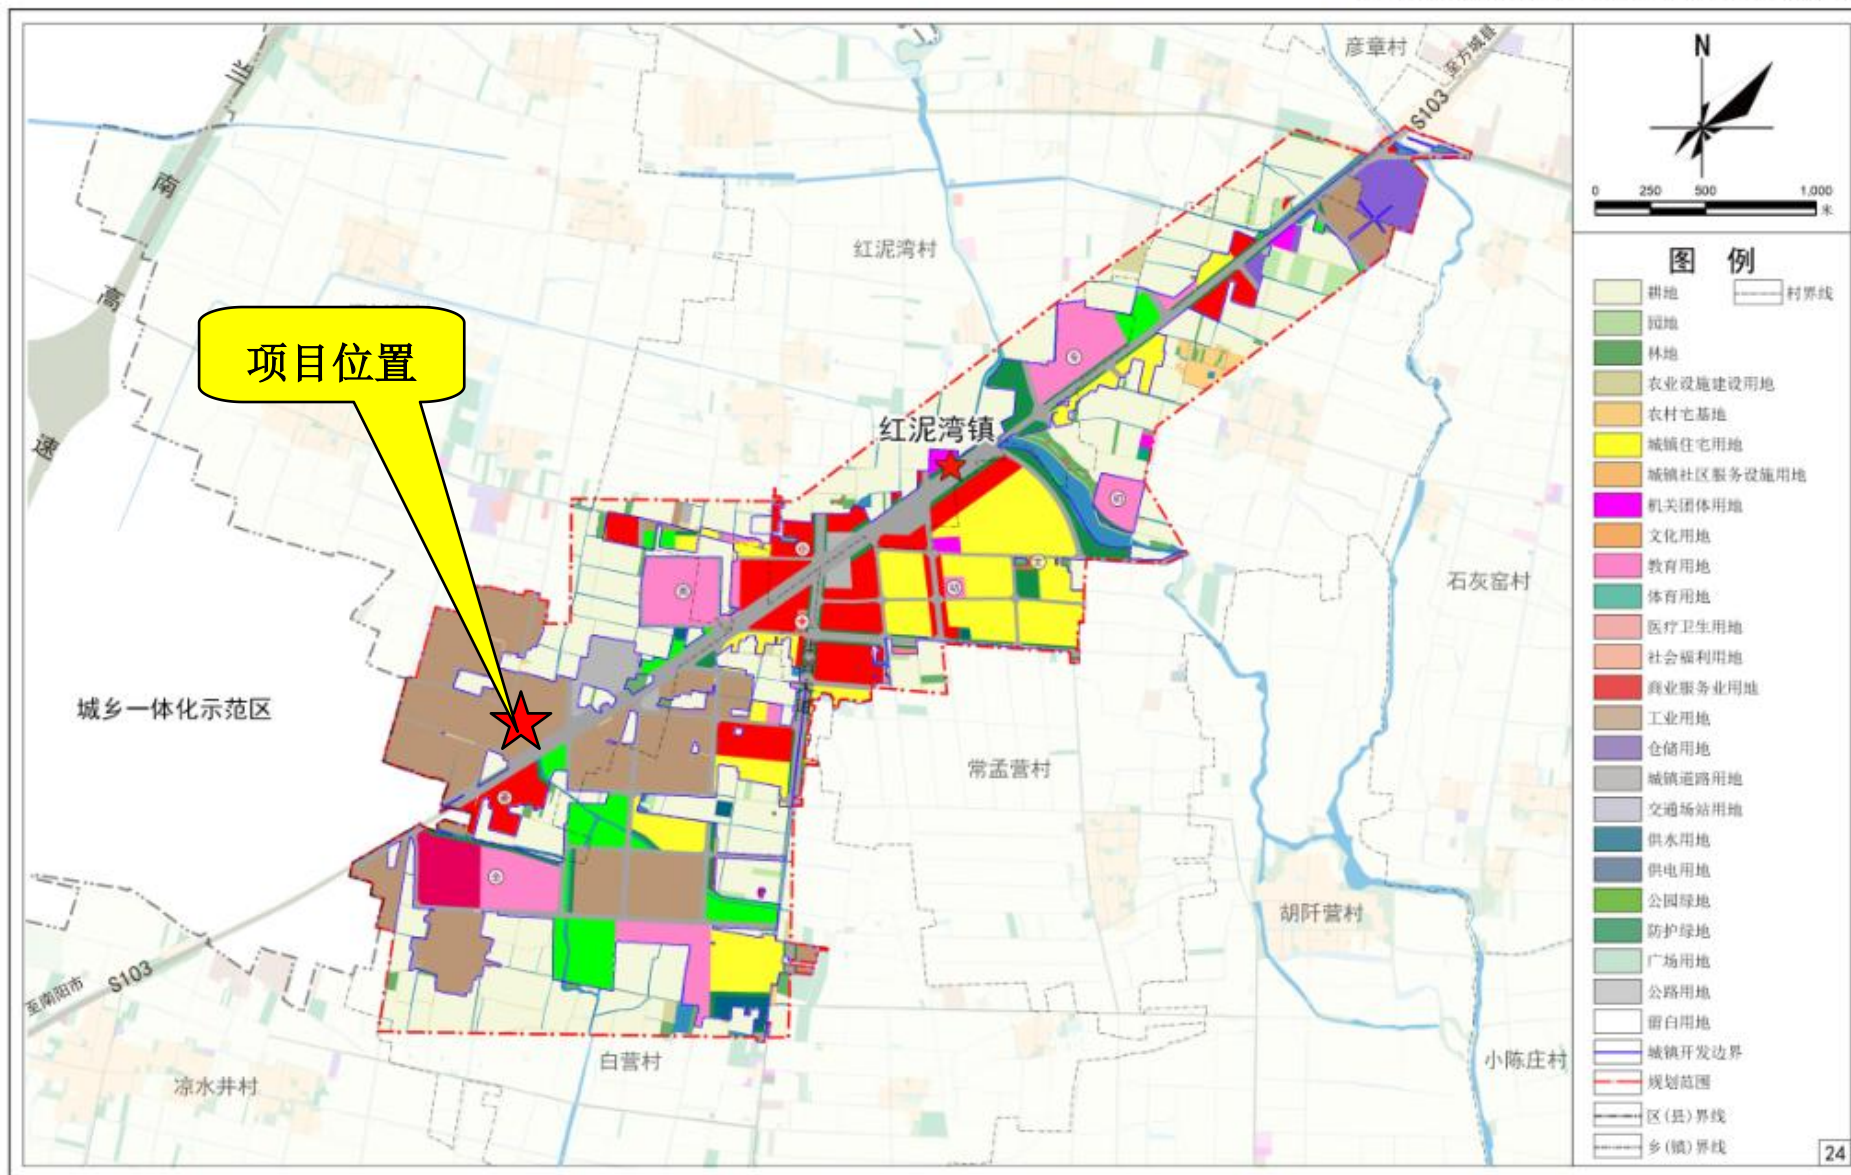 彦章村
至方城县
S103
北
南
高
速
红泥湾村
项目位置
红泥湾镇
石灰窑村
城乡一体化示范区
常孟营村
胡阡营村
至南阳市
S103
白营村
凉水井村
小陈庄村
N
0 250 500 1,000
米
图 例
耕地
村界线
园地
林地
农业设施建设用地
农村宅基地
城镇住宅用地
城镇社区服务设施用地
机关团体用地
文化用地
教育用地
体育用地
医疗卫生用地
社会福利用地
商业服务业用地
工业用地
仓储用地
城镇道路用地
交通场站用地
供水用地
供电用地
公园绿地
防护绿地
广场用地
公路用地
留白用地
城镇开发边界
规划范围
区(县)界线
乡(镇)界线
24